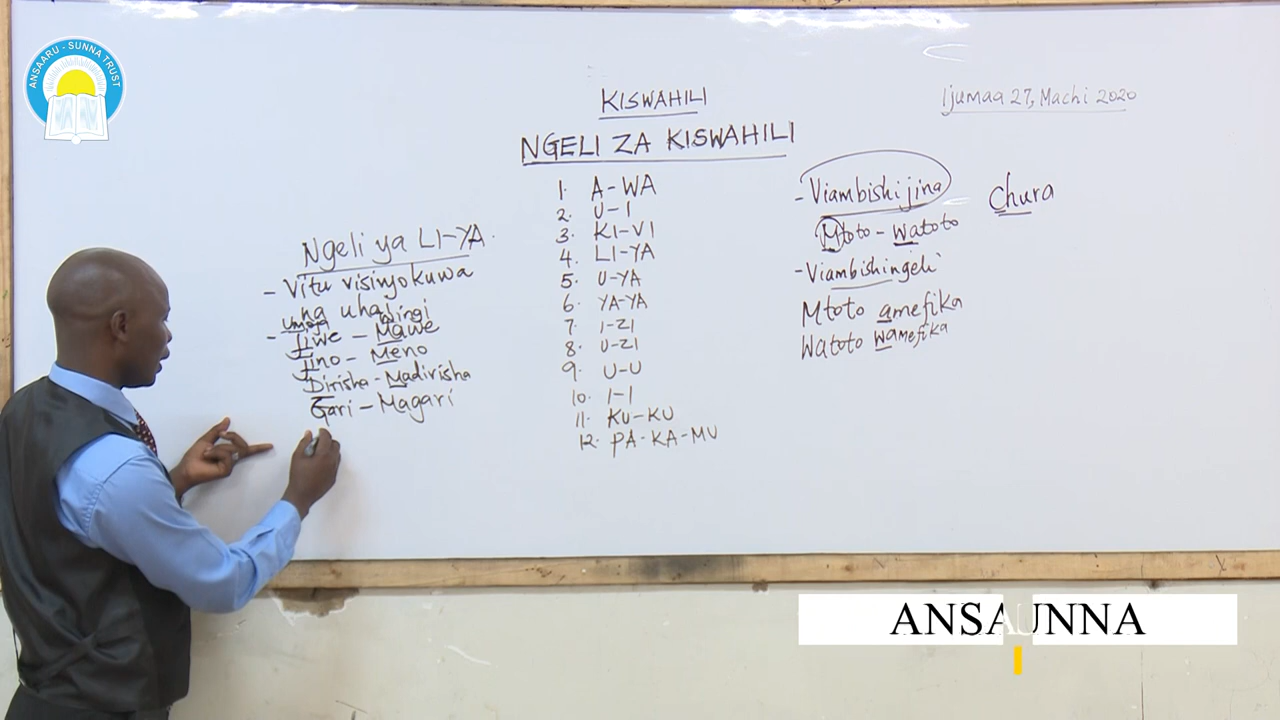 ANSAARU - SUNNA TRUST
KISWAHILI
Ijumaa 27, Machi 2020
NGELI ZA KISWAHILI
1. A-WA
2. U-I
3. KI-VI
4. LI-YA
5. U-YA
6. YA-YA
7. I-ZI
8. U-ZI
9. U-U
10. I-I
11. KU-KU
12. PA-KA-MU
Ngeli ya LI-YA.
- Vitu visivyokuwa
na uhai
Umoja Wingi
- Jiwe - Mawe
Jino - Meno
Dirisha - Madirisha
Gari - Magari
- Viambishi jina
Chura
Mtoto - Watoto
- Viambishi ngeli
Mtoto amefika
Watoto wamefika